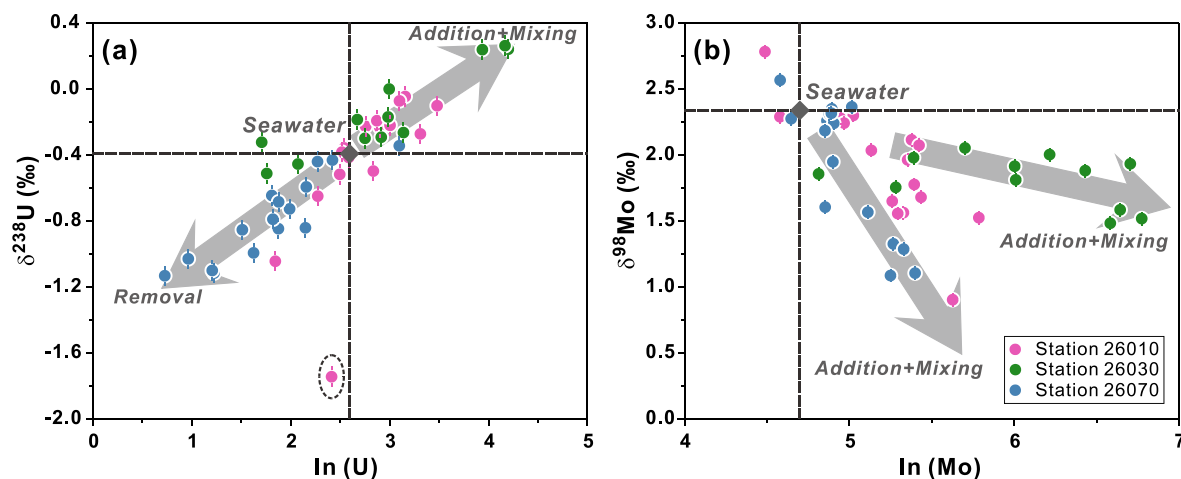 (a)
Addition+Mixing
Seawater
Removal
0.4
0.0
-0.4
-0.8
-1.2
-1.6
-2.0
δ²³⁸U (‰)
0
1
2
3
4
5
ln (U)
(b)
Seawater
Addition+Mixing
Addition+Mixing
Station 26010
Station 26030
Station 26070
3.0
2.5
2.0
1.5
1.0
0.5
0.0
δ⁹⁸Mo (‰)
4
5
6
7
ln (Mo)